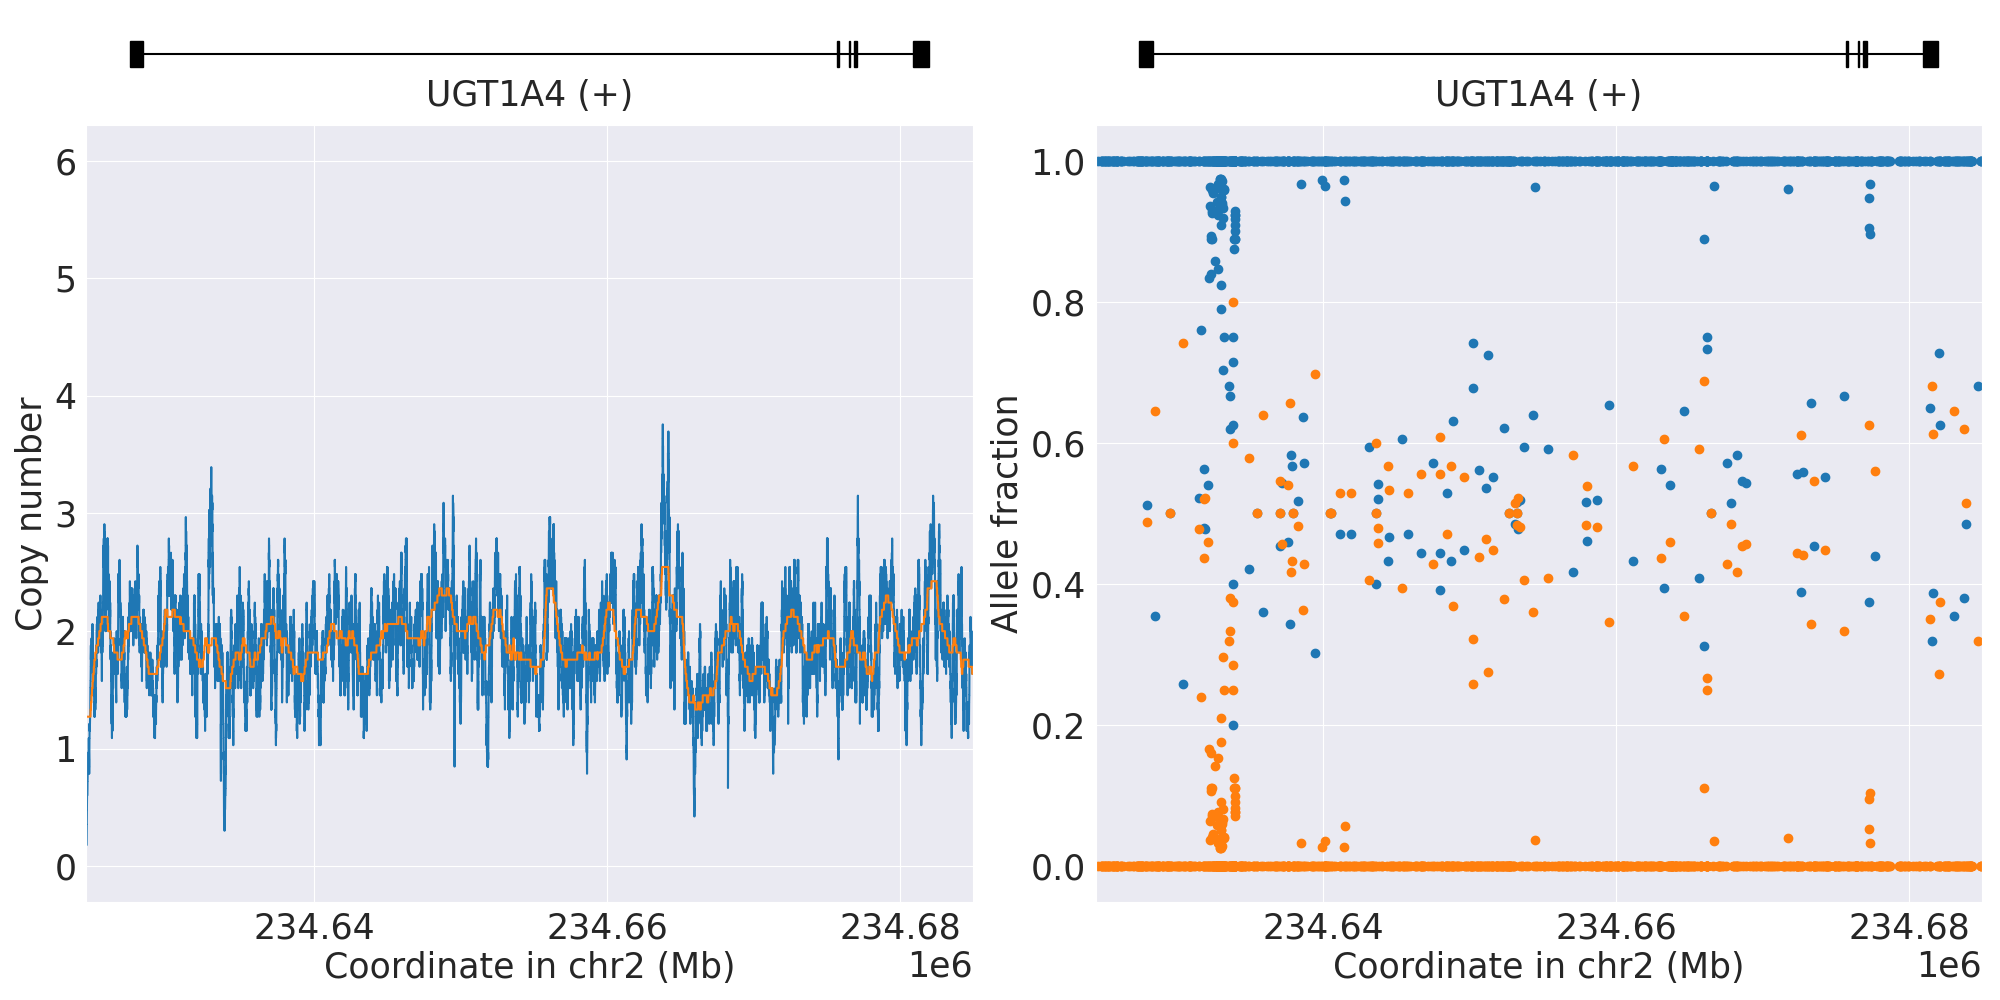 UGT1A4 (+)
6
5
4
3
2
1
0
Copy number
234.64 234.66 234.68
1e6
Coordinate in chr2 (Mb)
UGT1A4 (+)
1.0
0.8
0.6
0.4
0.2
0.0
Allele fraction
234.64 234.66 234.68
1e6
Coordinate in chr2 (Mb)